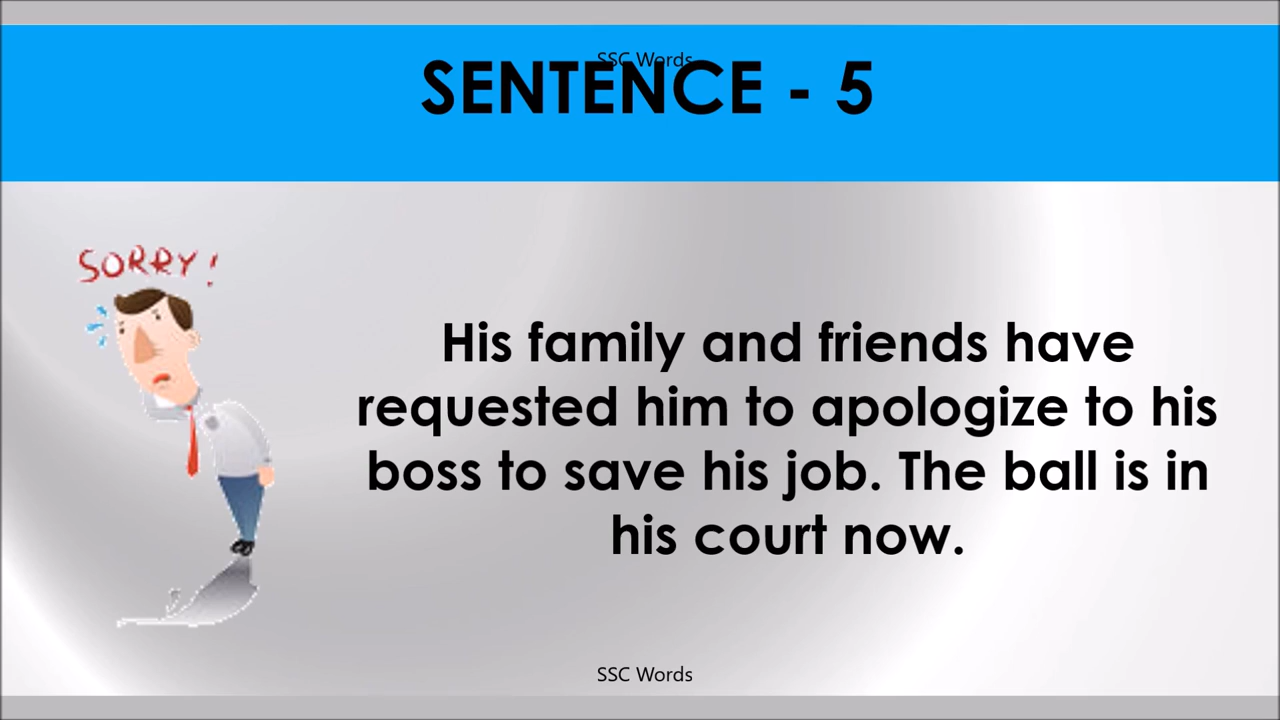 SSC Words
SENTENCE - 5
SORRY!
His family and friends have
requested him to apologize to his
boss to save his job. The ball is in
his court now.
SSC Words